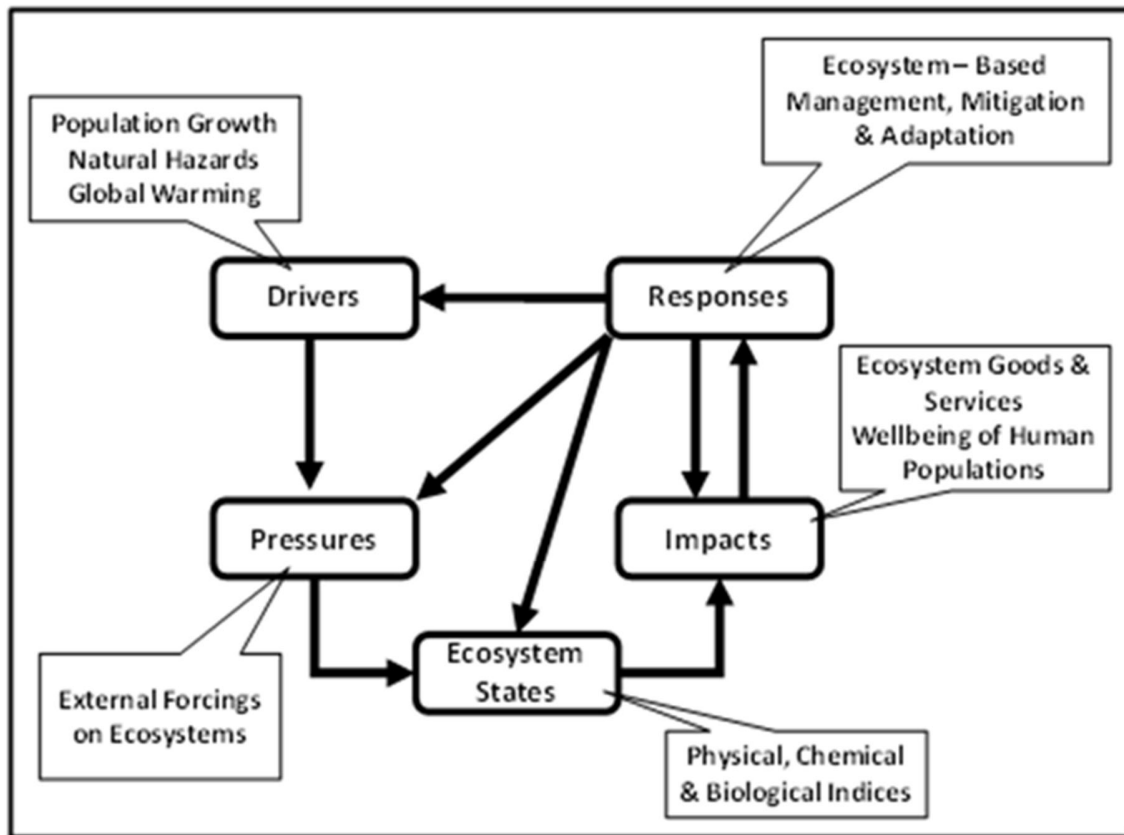 Ecosystem – Based
Management, Mitigation
& Adaptation
Population Growth
Natural Hazards
Global Warming
Drivers
Responses
Ecosystem Goods &
Services
Wellbeing of Human
Populations
Pressures
Impacts
External Forcings
on Ecosystems
Ecosystem
States
Physical, Chemical
& Biological Indices